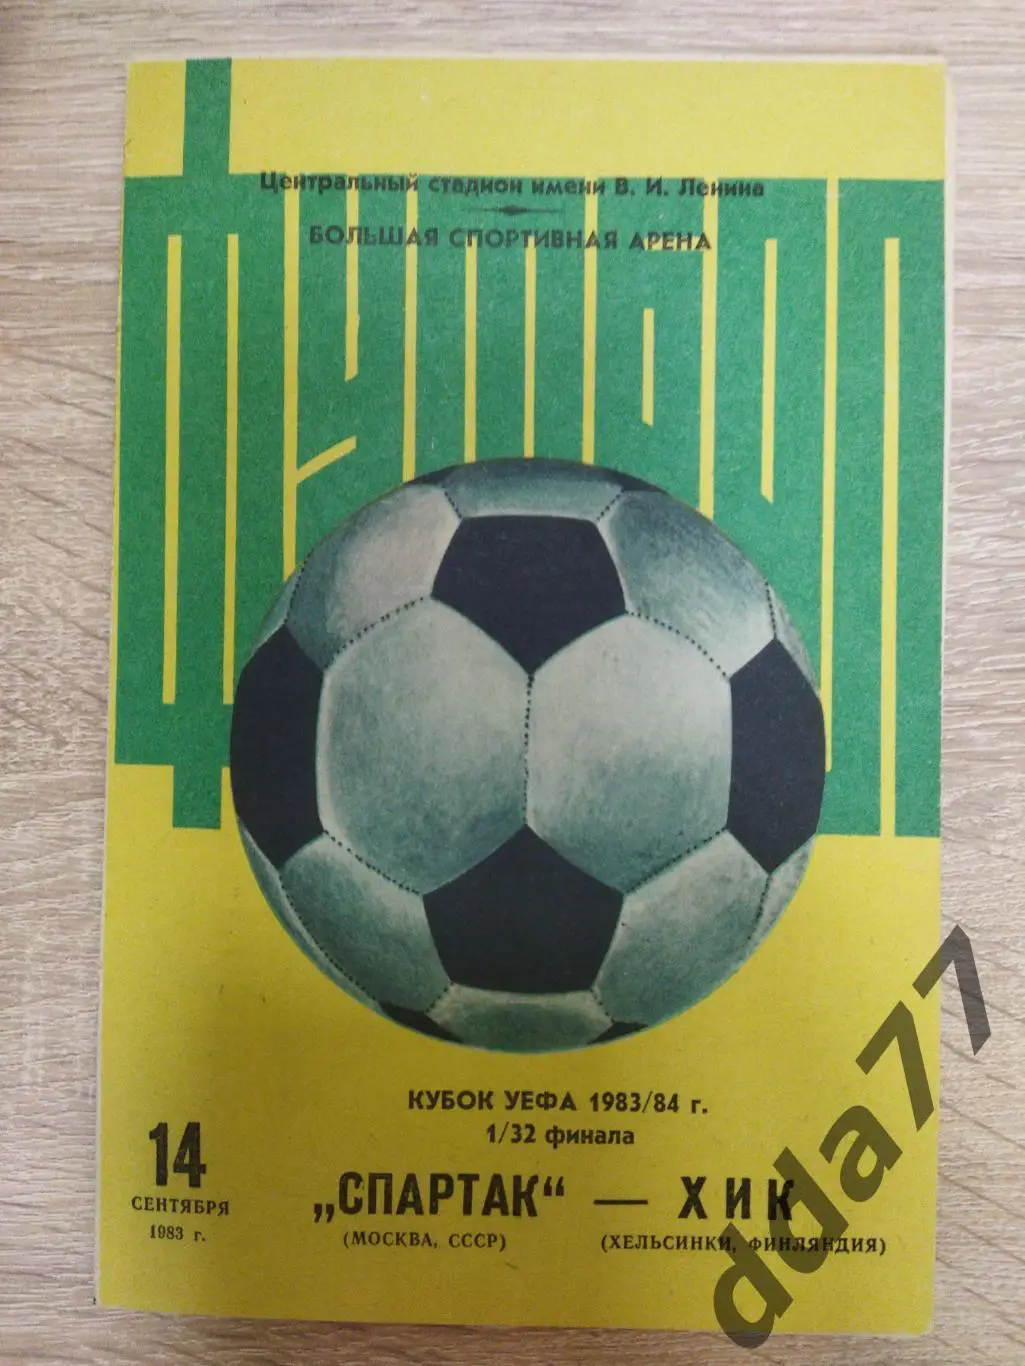 Центральный стадион имени В. И. Ленина
БОЛЬШАЯ СПОРТИВНАЯ АРЕНА
ФУТБОЛ
КУБОК УЕФА 1983/84 г.
1/32 финала
14
СЕНТЯБРЯ
1983 г.
„СПАРТАК“ — ХИК
(МОСКВА, СССР) (ХЕЛЬСИНКИ, ФИНЛЯНДИЯ)
dda77